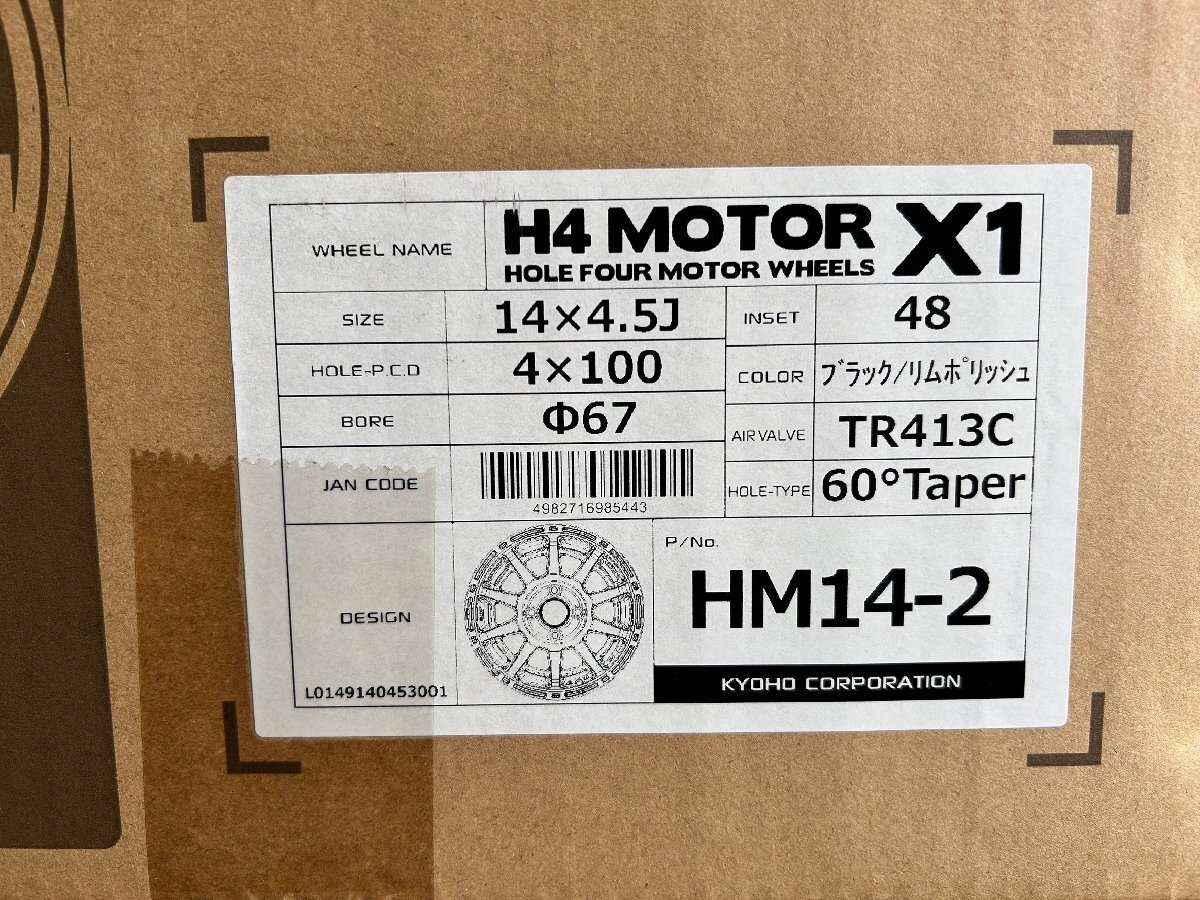 WHEEL NAME
H4 MOTOR X1
HOLE FOUR MOTOR WHEELS
SIZE
14×4.5J
INSET
48
HOLE-P.C.D
4×100
COLOR
ブラック/リムポリッシュ
BORE
Φ67
AIRVALVE
TR413C
JAN CODE
4982716985443
HOLE-TYPE
60°Taper
DESIGN
L0149140453001
P/No.
HM14-2
KYOHO CORPORATION